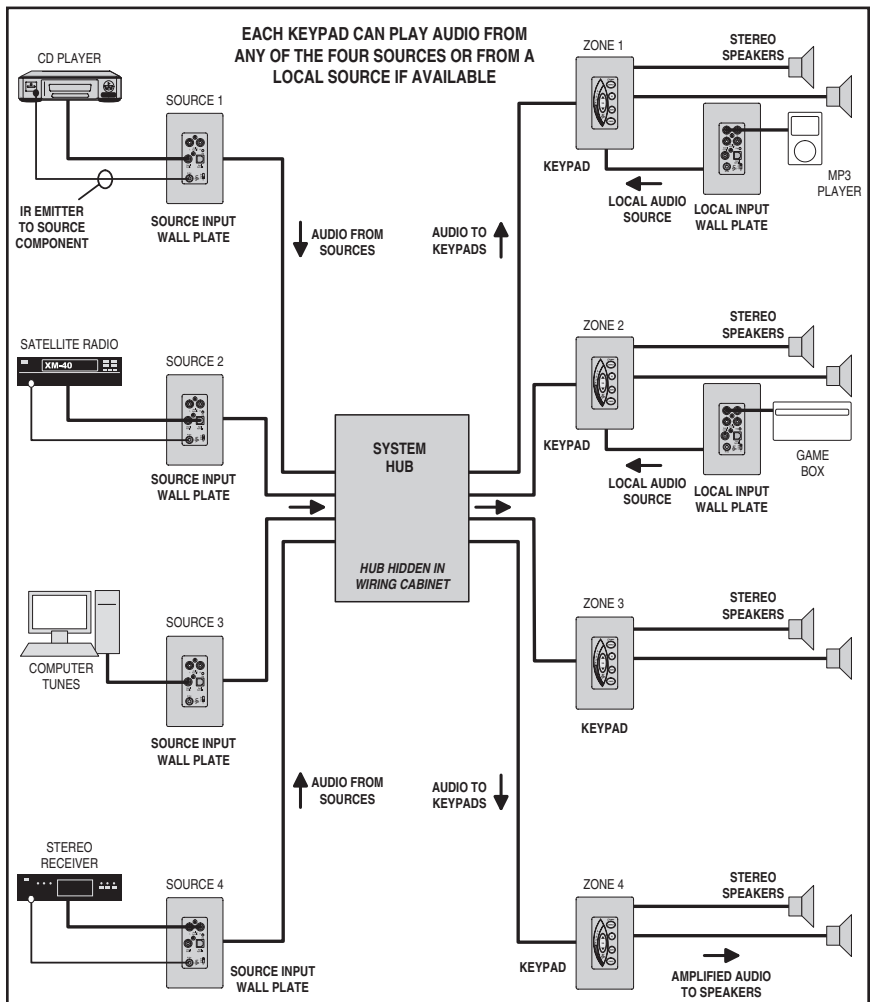 EACH KEYPAD CAN PLAY AUDIO FROM
ANY OF THE FOUR SOURCES OR FROM A
LOCAL SOURCE IF AVAILABLE
CD PLAYER
SOURCE 1
IR EMITTER
TO SOURCE
COMPONENT
SOURCE INPUT
WALL PLATE
AUDIO FROM
SOURCES
AUDIO TO
KEYPADS
ZONE 1
STEREO
SPEAKERS
KEYPAD
LOCAL AUDIO
SOURCE
LOCAL INPUT
WALL PLATE
MP3
PLAYER
SATELLITE RADIO
XM-40
SOURCE 2
SOURCE INPUT
WALL PLATE
ZONE 2
STEREO
SPEAKERS
KEYPAD
LOCAL AUDIO
SOURCE
LOCAL INPUT
WALL PLATE
GAME
BOX
SYSTEM
HUB
HUB HIDDEN IN
WIRING CABINET
SOURCE 3
COMPUTER
TUNES
SOURCE INPUT
WALL PLATE
ZONE 3
STEREO
SPEAKERS
KEYPAD
AUDIO FROM
SOURCES
AUDIO TO
KEYPADS
STEREO
RECEIVER
SOURCE 4
SOURCE INPUT
WALL PLATE
ZONE 4
STEREO
SPEAKERS
KEYPAD
AMPLIFIED AUDIO
TO SPEAKERS